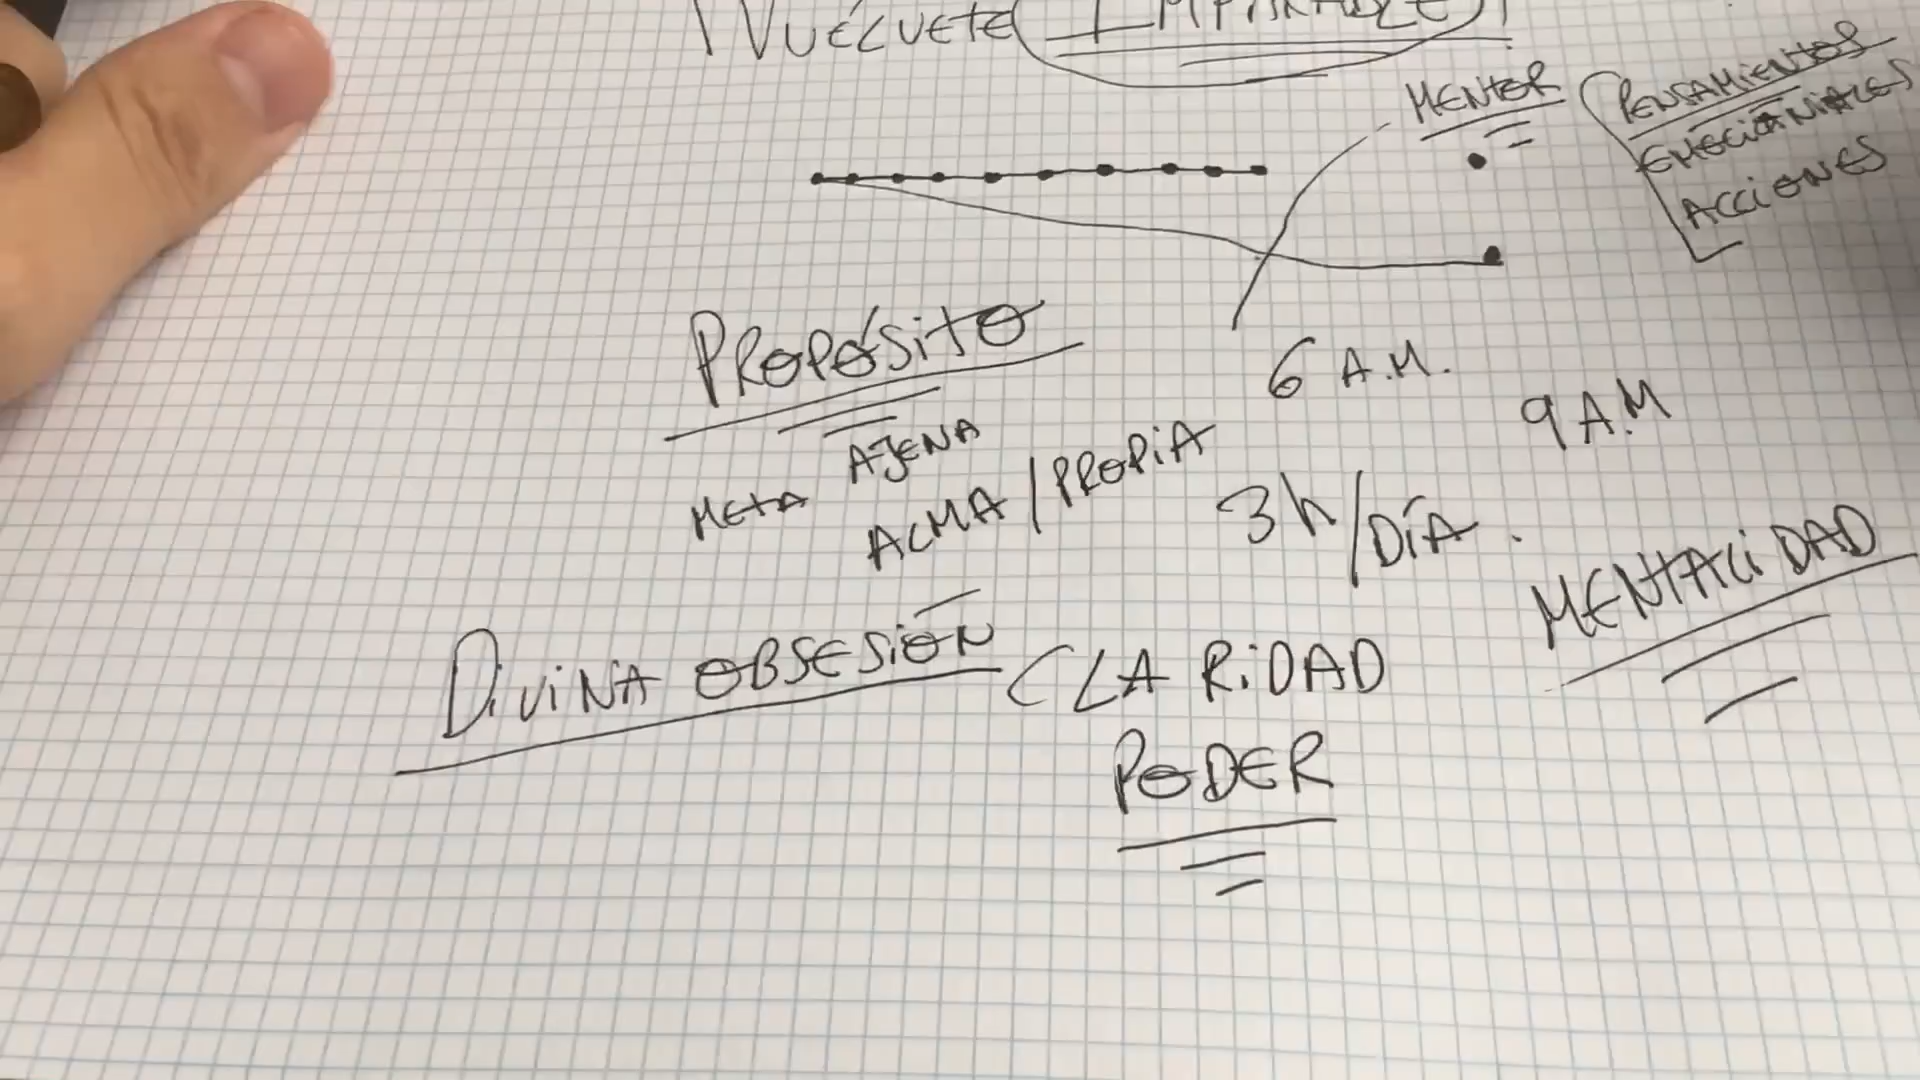 ¡VUÉLVETE IMPARABLE!
MENTOR
PENSAMIENTOS
EMOCIONALES
ACCIONES
PROPÓSITO
6 A.M.
9 A.M
META AJENA
ALMA / PROPIA
3h / DÍA.
MENTALIDAD
DIVINA OBSESIÓN
CLARIDAD
PODER